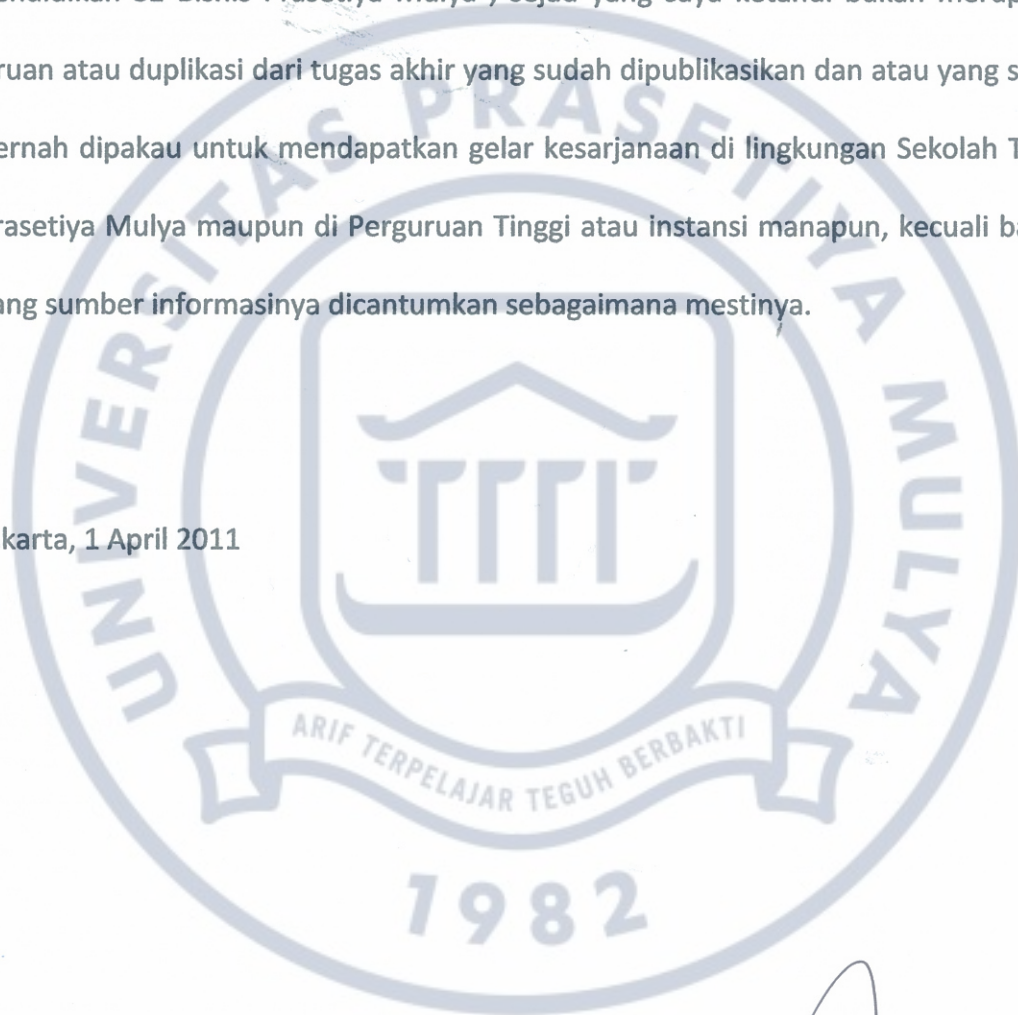 ruan atau duplikasi dari tugas akhir yang sudah dipublikasikan dan atau yang s
ernah dipakau untuk mendapatkan gelar kesarjanaan di lingkungan Sekolah T
rasetiya Mulya maupun di Perguruan Tinggi atau instansi manapun, kecuali ba
ang sumber informasinya dicantumkan sebagaimana mestinya.
karta, 1 April 2011
UNIVERSITAS PRASETIYA MULYA
ARIF TERPELAJAR TEGUH BERBAKTI
1982